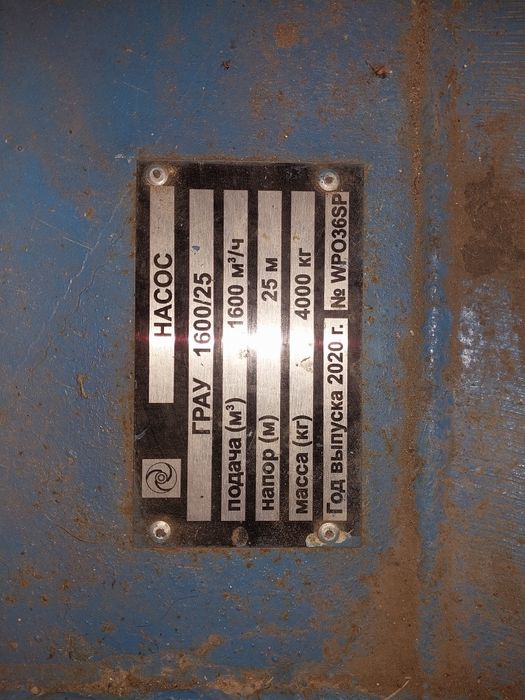 НАСОС
ГРАУ 1600/25
подача (м³) 1600 м³/ч
напор (м) 25 м
масса (кг) 4000 кг
Год выпуска 2020 г. № WPO36SP